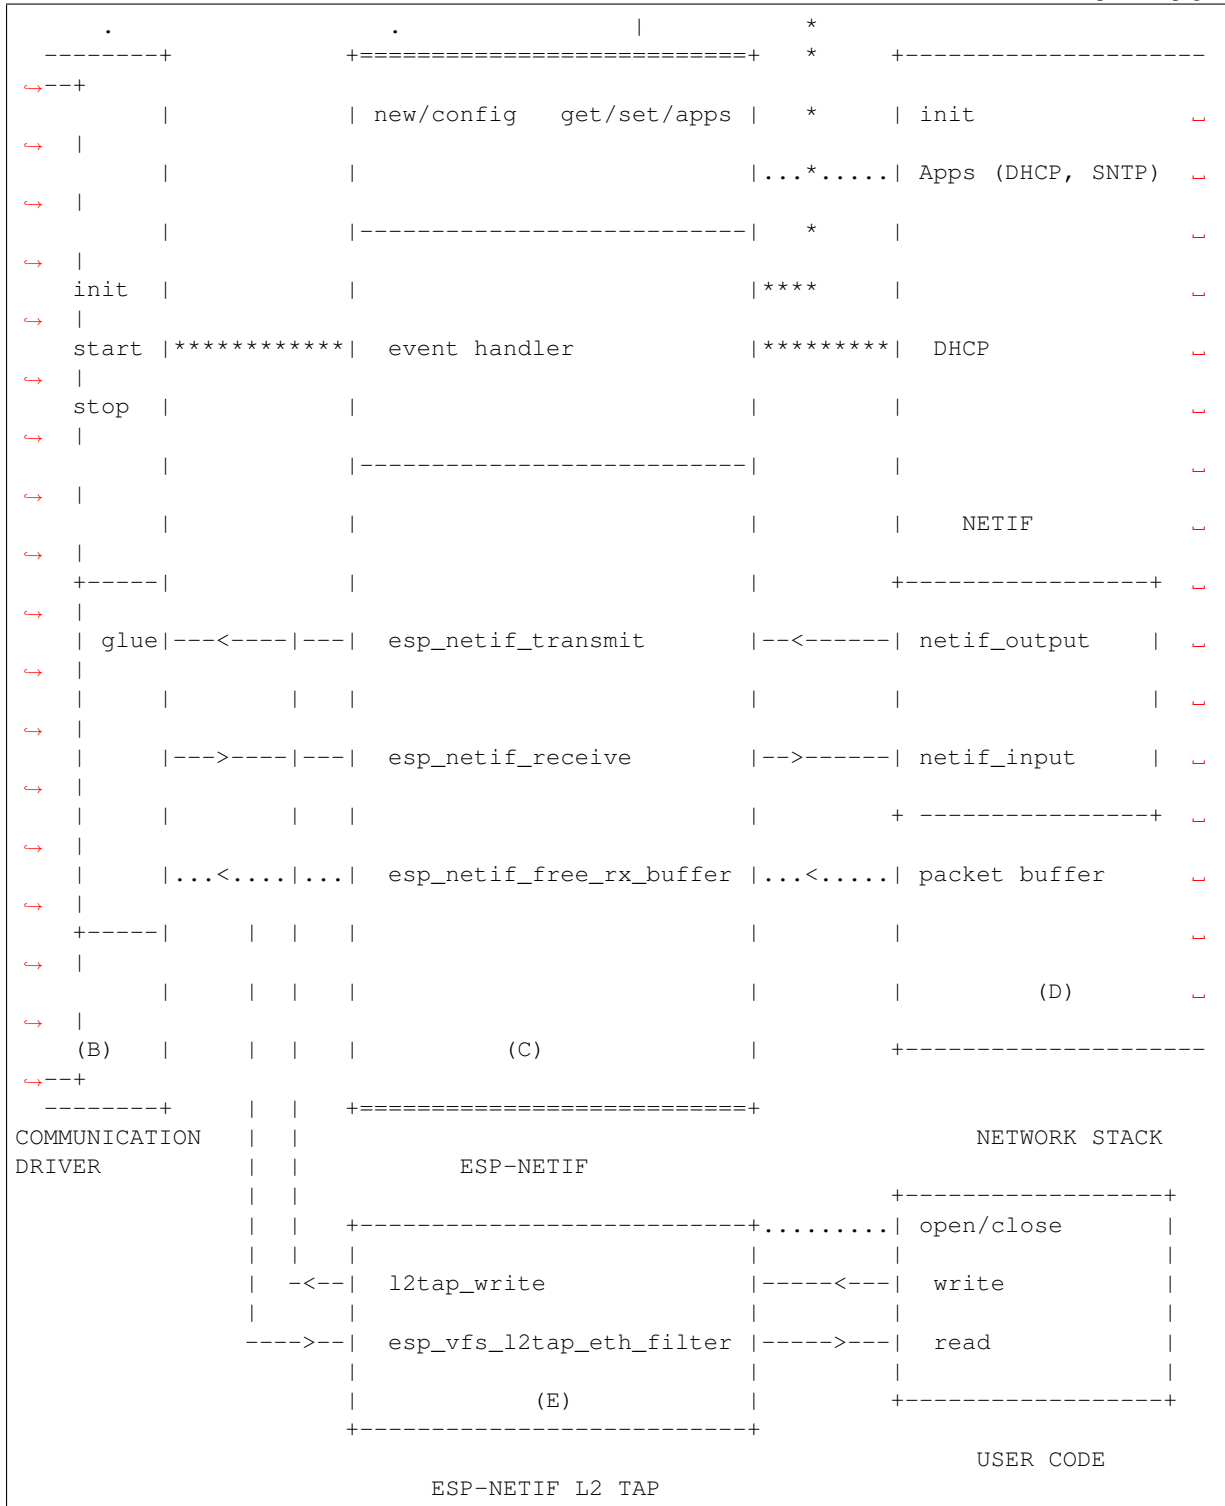 .                   .                |           *
  --------+            +===========================+   *     +---------------------
↪--+
          |            | new/config   get/set/apps |   *     | init               ␣
↪  |
          |            |                           |...*.....| Apps (DHCP, SNTP)  ␣
↪  |
          |            |---------------------------|   *     |                    ␣
↪  |
    init  |            |                           |****     |                    ␣
↪  |
    start |************|  event handler            |*********|  DHCP              ␣
↪  |
    stop  |            |                           |         |                    ␣
↪  |
          |            |---------------------------|         |                    ␣
↪  |
          |            |                           |         |    NETIF           ␣
↪  |
    +-----|            |                           |         +-----------------+  ␣
↪  |
    | glue|---<----|---|  esp_netif_transmit       |--<------| netif_output    |  ␣
↪  |
    |     |        |   |                           |         |                 |  ␣
↪  |
    |     |--->----|---|  esp_netif_receive        |-->------| netif_input     |  ␣
↪  |
    |     |        |   |                           |         + ----------------+  ␣
↪  |
    |     |...<....|...|  esp_netif_free_rx_buffer |...<.....| packet buffer      ␣
↪  |
    +-----|     |  |   |                           |         |                    ␣
↪  |
          |     |  |   |                           |         |         (D)        ␣
↪  |
    (B)   |     |  |   |          (C)              |         +---------------------
↪--+
  --------+     |  |   +===========================+
COMMUNICATION   |  |                                               NETWORK STACK
DRIVER          |  |           ESP-NETIF
                |  |                                         +------------------+
                |  |   +---------------------------+.........| open/close       |
                |  |   |                           |         |                  |
                |  -<--|  l2tap_write              |-----<---|  write           |
                |      |                           |         |                  |
                ---->--|  esp_vfs_l2tap_eth_filter |----->---|  read            |
                       |                           |         |                  |
                       |            (E)            |         +------------------+
                       +---------------------------+
                                                                   USER CODE
                             ESP-NETIF L2 TAP